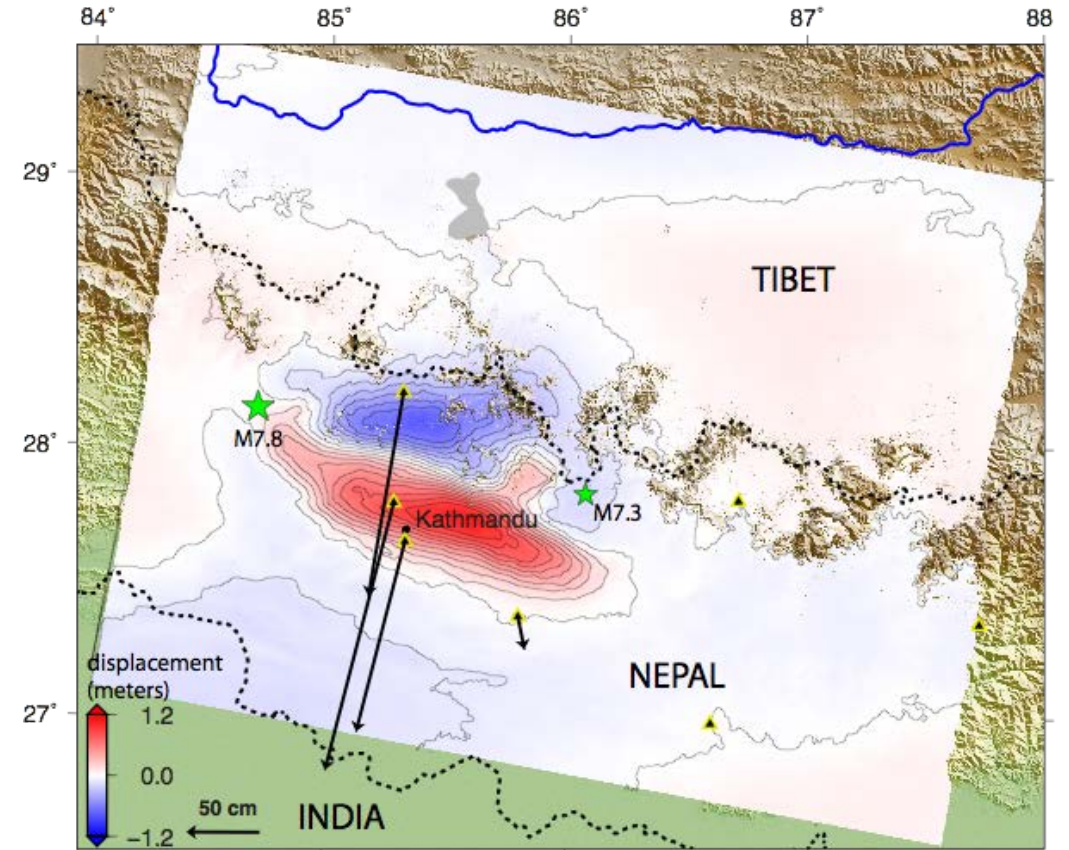 84° 85° 86° 87° 88
29°
TIBET
28°
M7.8
Kathmandu
M7.3
displacement
(meters)
NEPAL
27°
1.2
0.0
−1.2
50 cm
INDIA